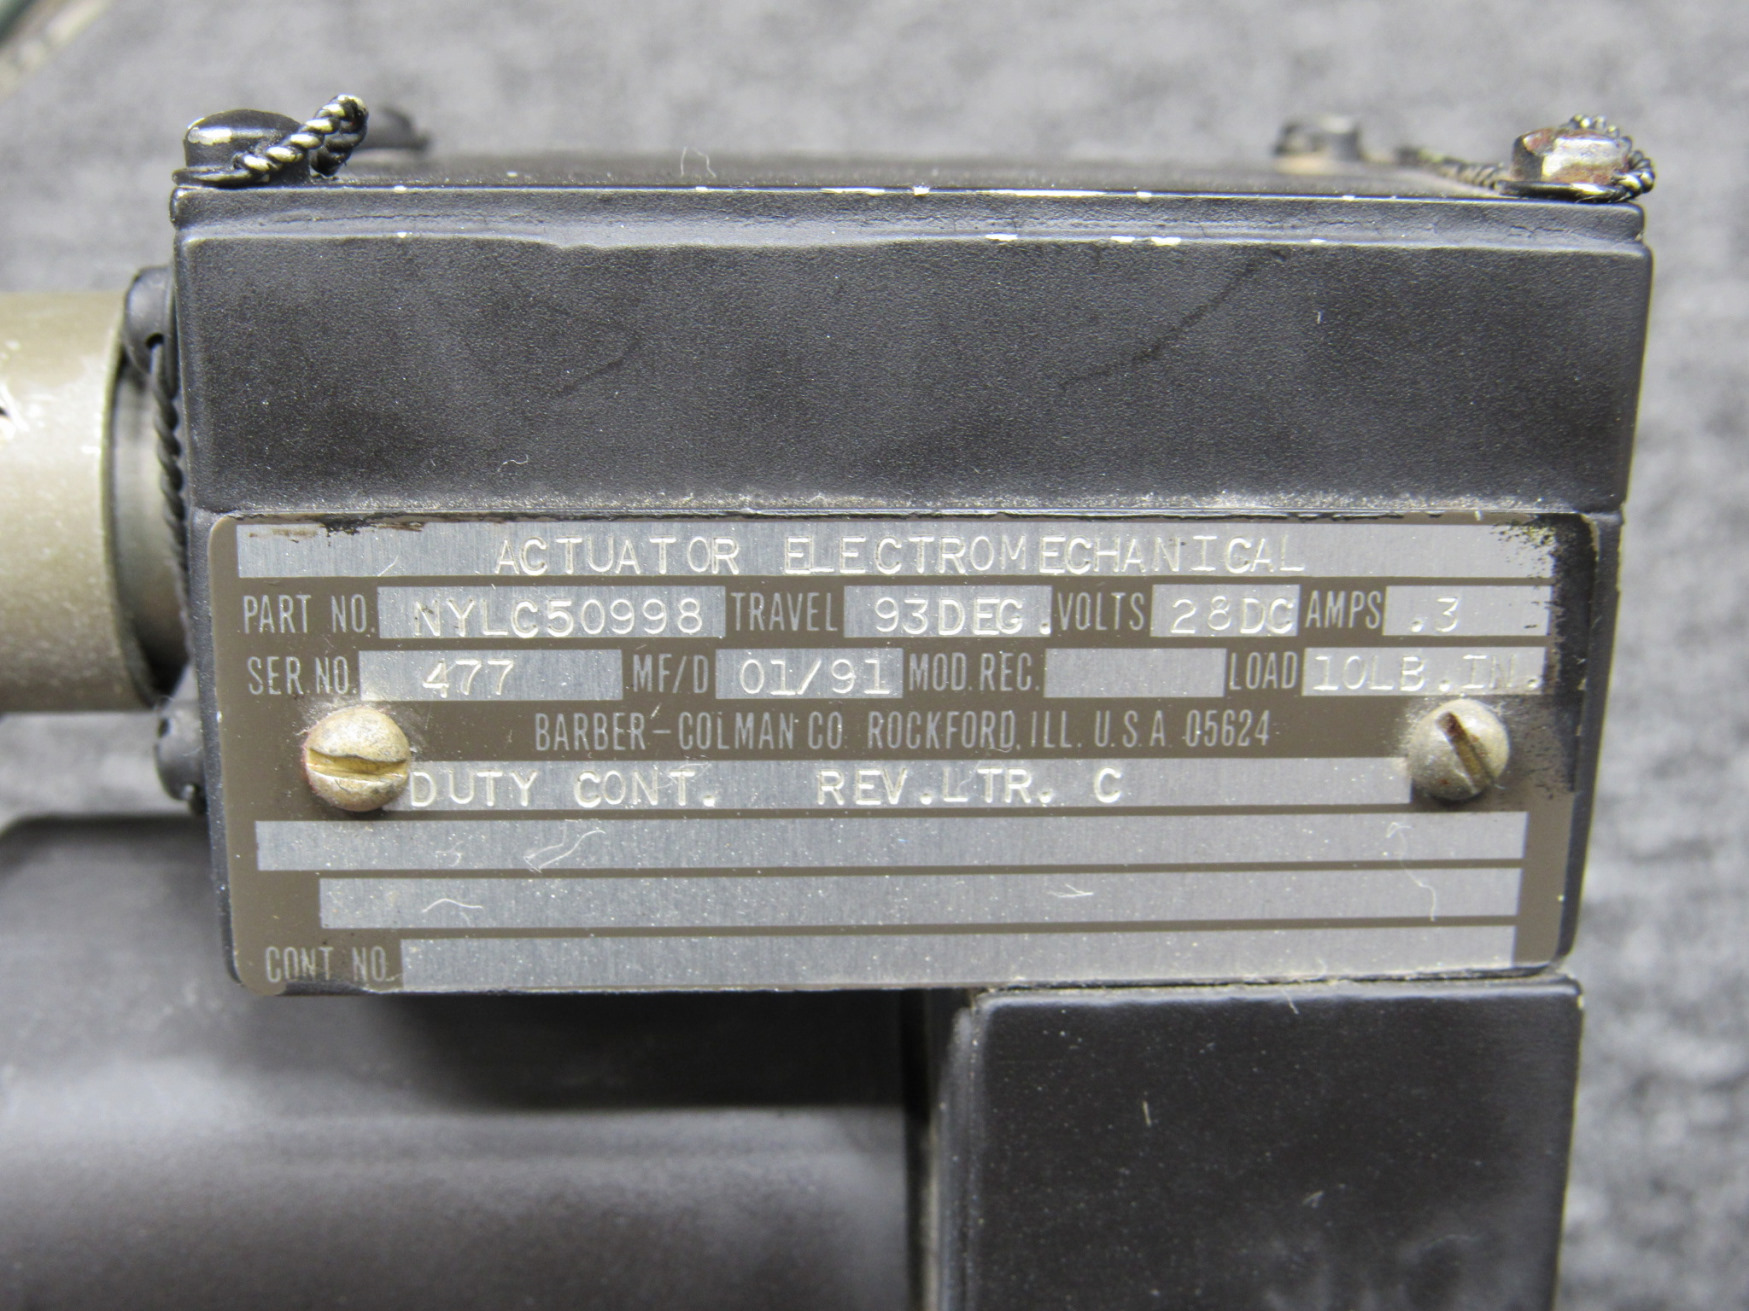 ACTUATOR ELECTROMECHANICAL
PART NO. NYLC50998 TRAVEL 93DEG. VOLTS 28DC AMPS .3
SER. NO. 477 MF/D 01/91 MOD. REC. LOAD 10LB.IN.
BARBER-COLMAN CO ROCKFORD, ILL. U.S.A 05624
DUTY CONT. REV.LTR. C
CONT NO.